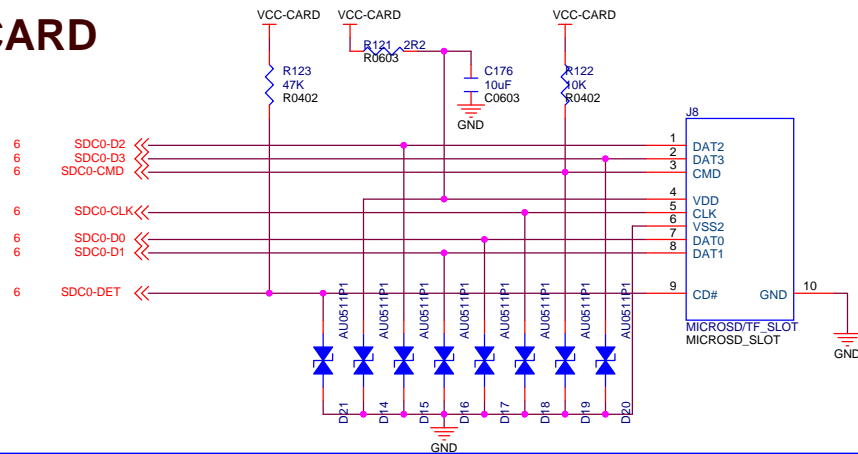 CARD
VCC-CARD
VCC-CARD
VCC-CARD
R121 2R2
R0603
R123
47K
R0402
C176
10uF
C0603
GND
R122
10K
R0402
J8
6 SDC0-D2 1 DAT2
6 SDC0-D3 2 DAT3
6 SDC0-CMD 3 CMD
4 VDD
6 SDC0-CLK 5 CLK
6 VSS2
6 SDC0-D0 7 DAT0
6 SDC0-D1 8 DAT1
6 SDC0-DET 9 CD# GND 10
MICROSD/TF_SLOT
MICROSD_SLOT
GND
AU0511P1
AU0511P1
AU0511P1
AU0511P1
AU0511P1
AU0511P1
AU0511P1
AU0511P1
D21
D14
D15
D16
D17
D18
D19
D20
GND